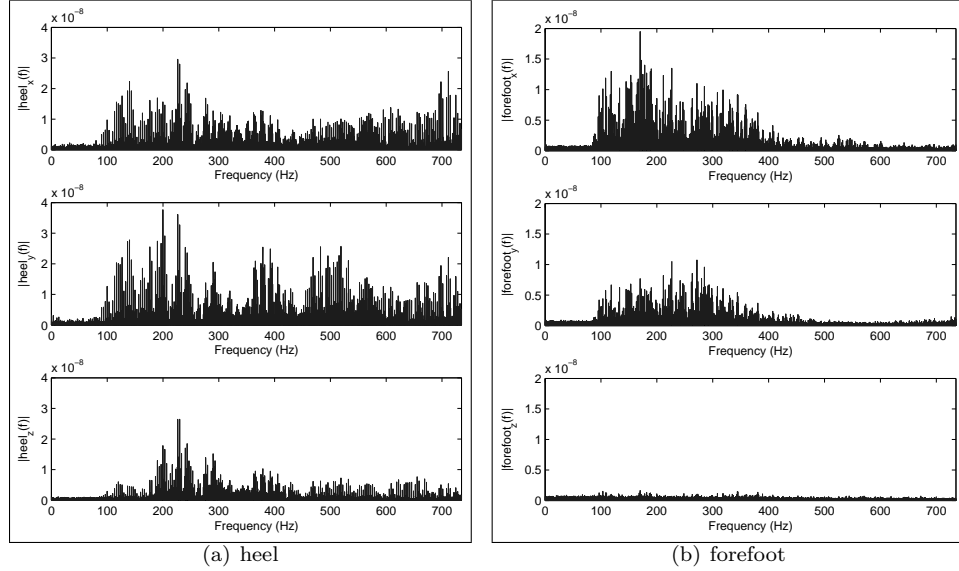 x 10⁻⁸
4
3
2
1
0
|heel_x(f)|
0 100 200 300 400 500 600 700
Frequency (Hz)
x 10⁻⁸
4
3
2
1
0
|heel_y(f)|
0 100 200 300 400 500 600 700
Frequency (Hz)
x 10⁻⁸
4
3
2
1
0
|heel_z(f)|
0 100 200 300 400 500 600 700
Frequency (Hz)
(a) heel
x 10⁻⁸
2
1.5
1
0.5
0
|forefoot_x(f)|
0 100 200 300 400 500 600 700
Frequency (Hz)
x 10⁻⁸
2
1.5
1
0.5
0
|forefoot_y(f)|
0 100 200 300 400 500 600 700
Frequency (Hz)
x 10⁻⁸
2
1.5
1
0.5
0
|forefoot_z(f)|
0 100 200 300 400 500 600 700
Frequency (Hz)
(b) forefoot